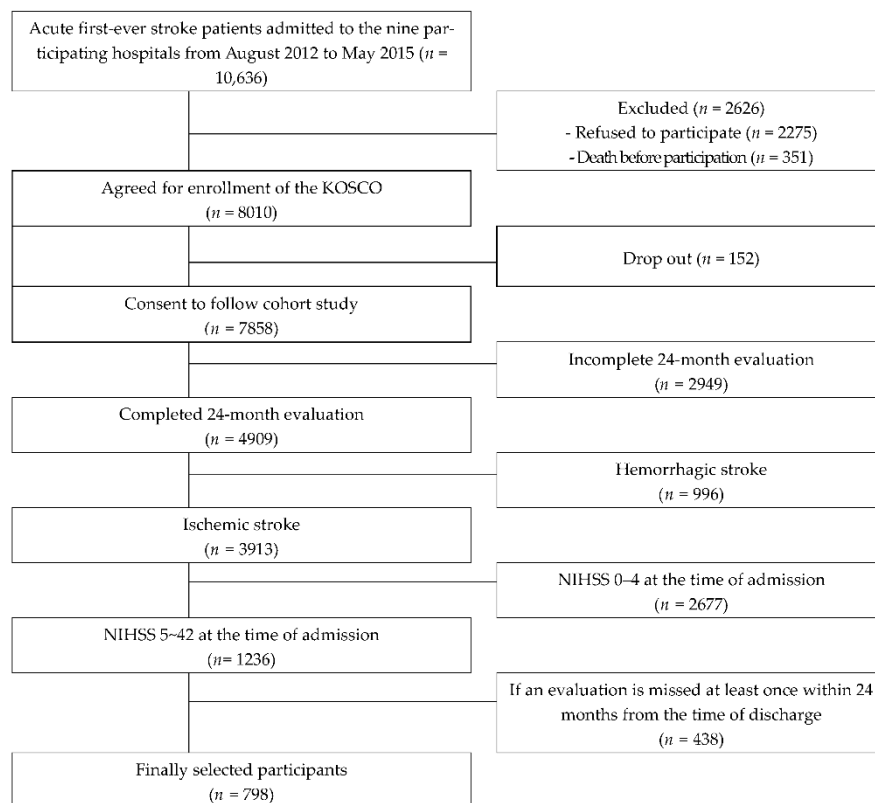 Acute first-ever stroke patients admitted to the nine par-
ticipating hospitals from August 2012 to May 2015 (n =
10,636)
Excluded (n = 2626)
- Refused to participate (n = 2275)
- Death before participation (n = 351)
Agreed for enrollment of the KOSCO
(n = 8010)
Drop out (n = 152)
Consent to follow cohort study
(n = 7858)
Incomplete 24-month evaluation
(n = 2949)
Completed 24-month evaluation
(n = 4909)
Hemorrhagic stroke
(n = 996)
Ischemic stroke
(n = 3913)
NIHSS 0–4 at the time of admission
(n = 2677)
NIHSS 5~42 at the time of admission
(n= 1236)
If an evaluation is missed at least once within 24
months from the time of discharge
(n = 438)
Finally selected participants
(n = 798)